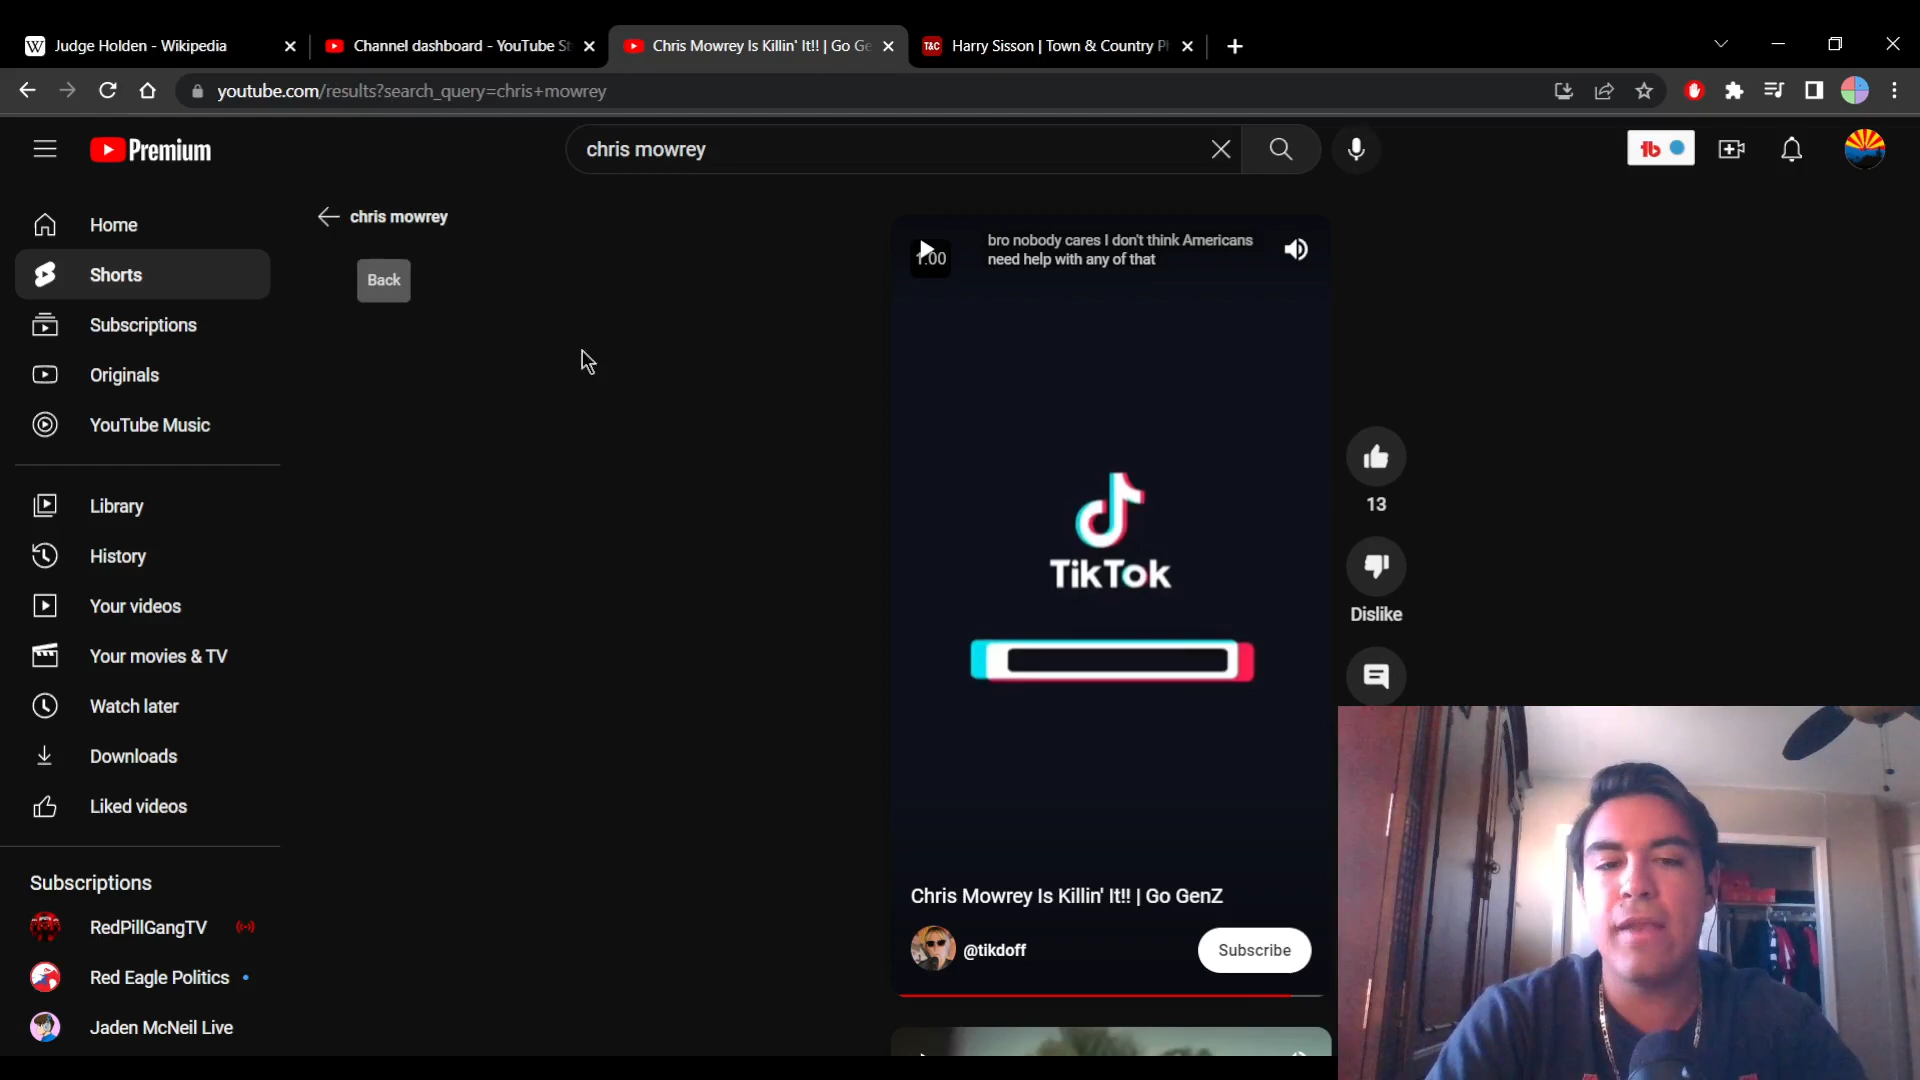 Judge Holden - Wikipedia
Channel dashboard - YouTube S
Chris Mowrey Is Killin' It!! | Go Ge
T&C
Harry Sisson | Town & Country P
youtube.com/results?search_query=chris+mowrey
Premium
chris mowrey
Home
Shorts
Subscriptions
Originals
YouTube Music
Library
History
Your videos
Your movies & TV
Watch later
Downloads
Liked videos
Subscriptions
RedPillGangTV
Red Eagle Politics
Jaden McNeil Live
chris mowrey
Back
1.00
bro nobody cares I don't think Americans
need help with any of that
TikTok
13
Dislike
Chris Mowrey Is Killin' It!! | Go GenZ
@tikdoff
Subscribe